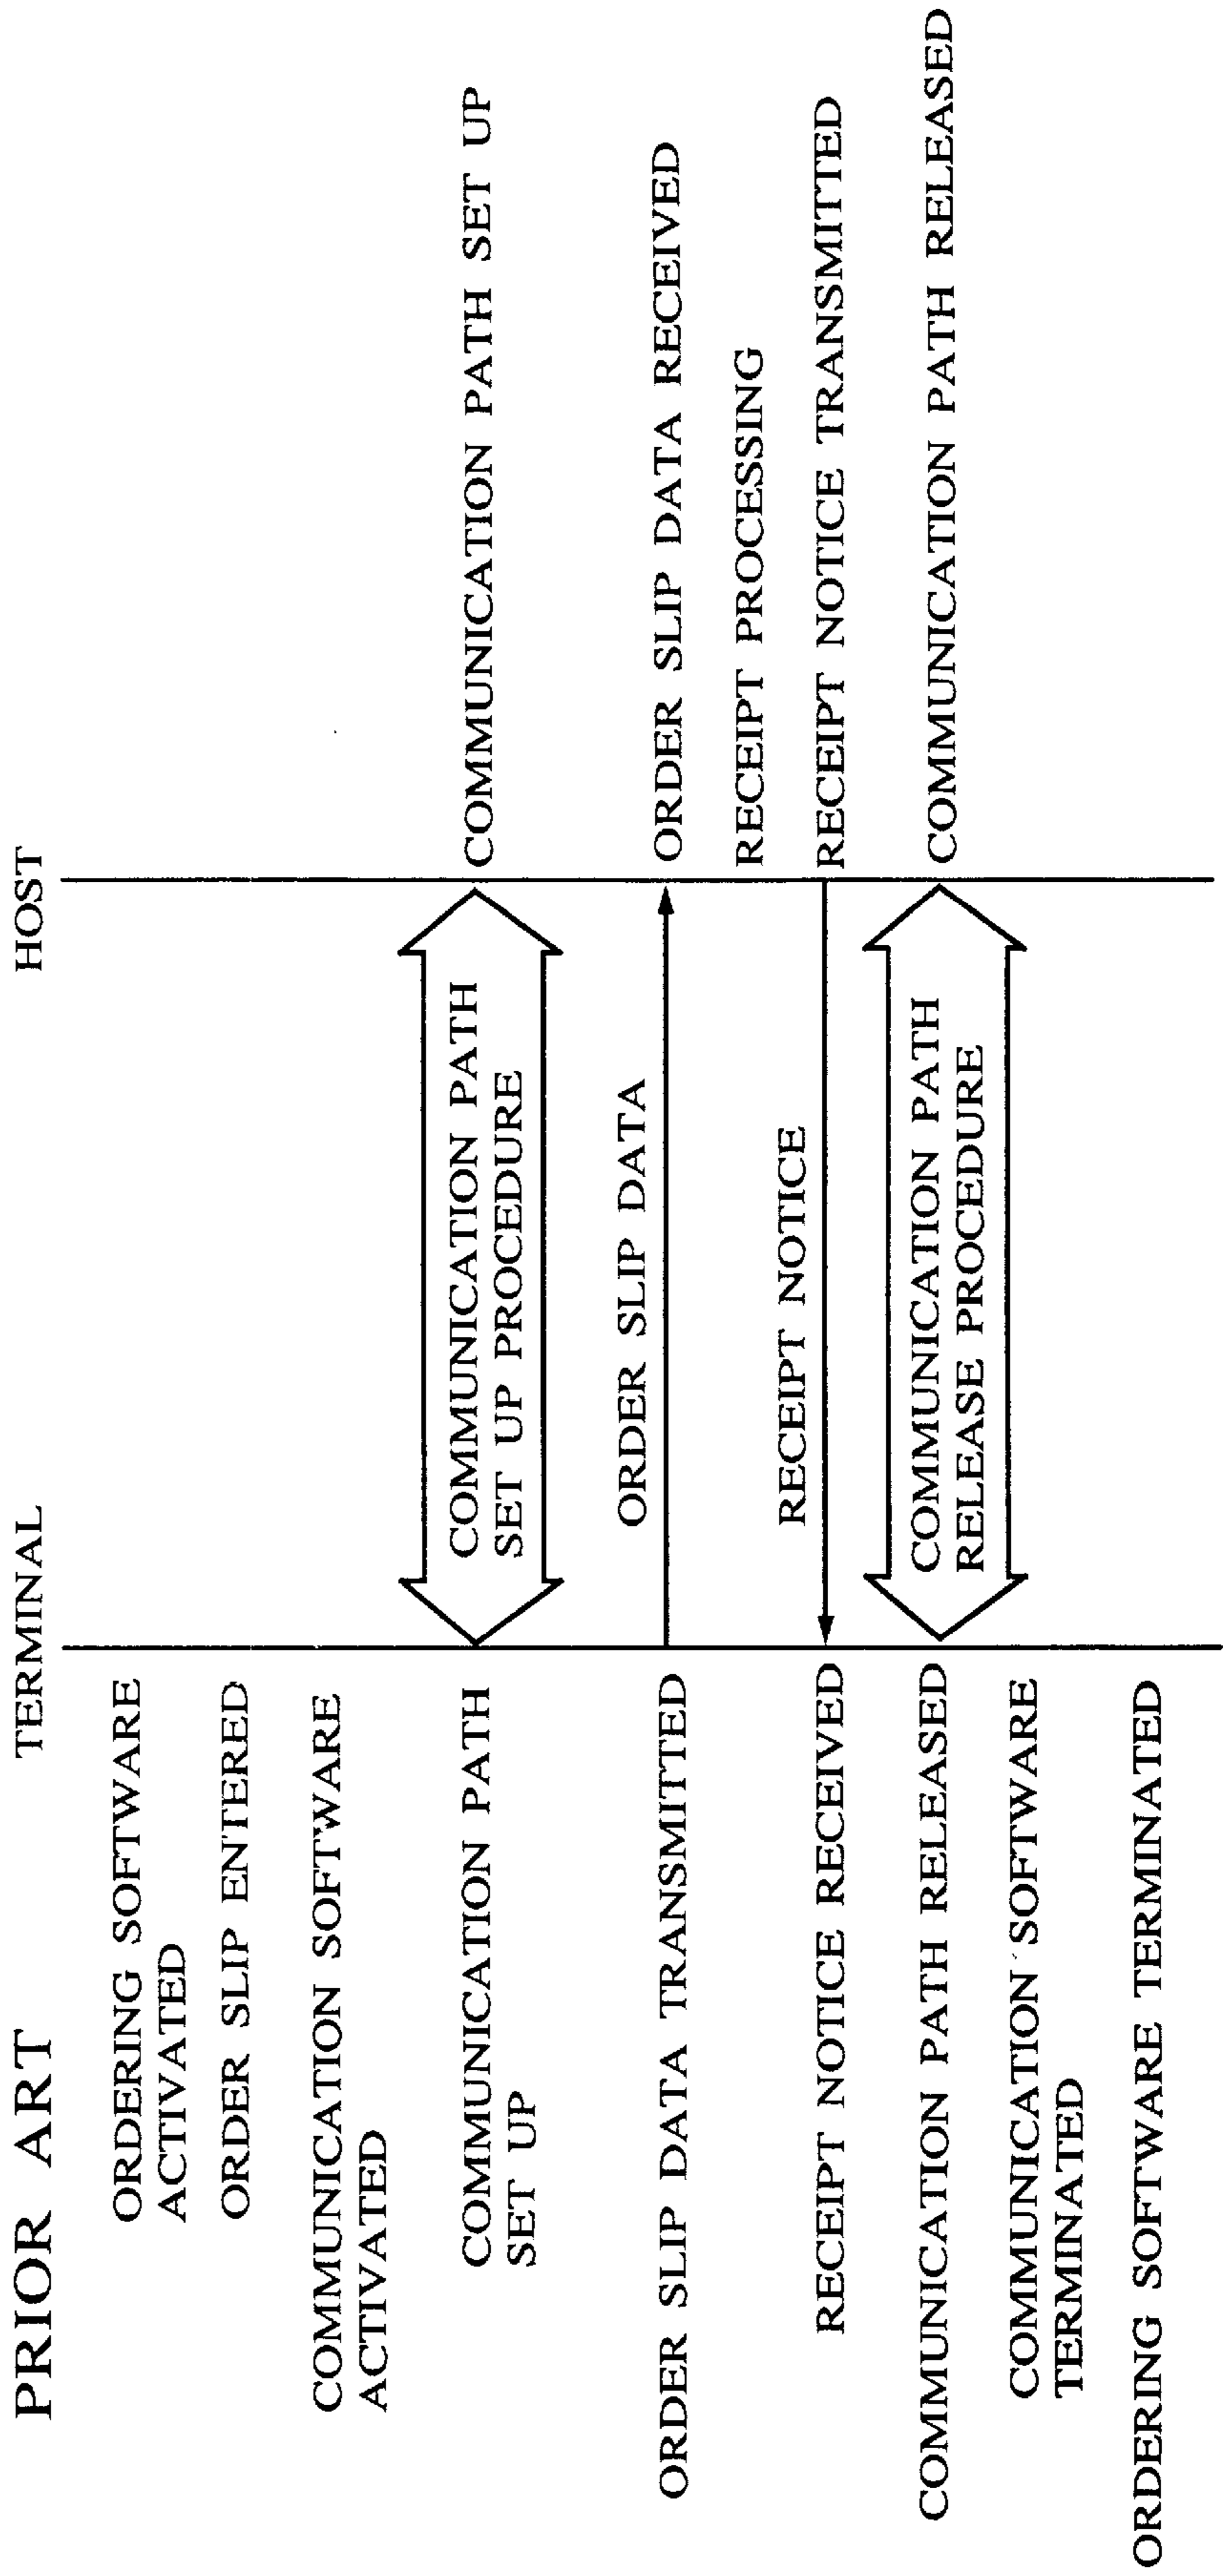 PRIOR ART
TERMINAL
HOST
ORDERING SOFTWARE
ACTIVATED
ORDER SLIP ENTERED
COMMUNICATION SOFTWARE
ACTIVATED
COMMUNICATION PATH
SET UP
COMMUNICATION PATH
SET UP PROCEDURE
COMMUNICATION PATH SET UP
ORDER SLIP DATA
ORDER SLIP DATA TRANSMITTED
ORDER SLIP DATA RECEIVED
RECEIPT PROCESSING
RECEIPT NOTICE
RECEIPT NOTICE RECEIVED
RECEIPT NOTICE TRANSMITTED
COMMUNICATION PATH RELEASED
COMMUNICATION PATH
RELEASE PROCEDURE
COMMUNICATION PATH RELEASED
COMMUNICATION SOFTWARE
TERMINATED
ORDERING SOFTWARE TERMINATED